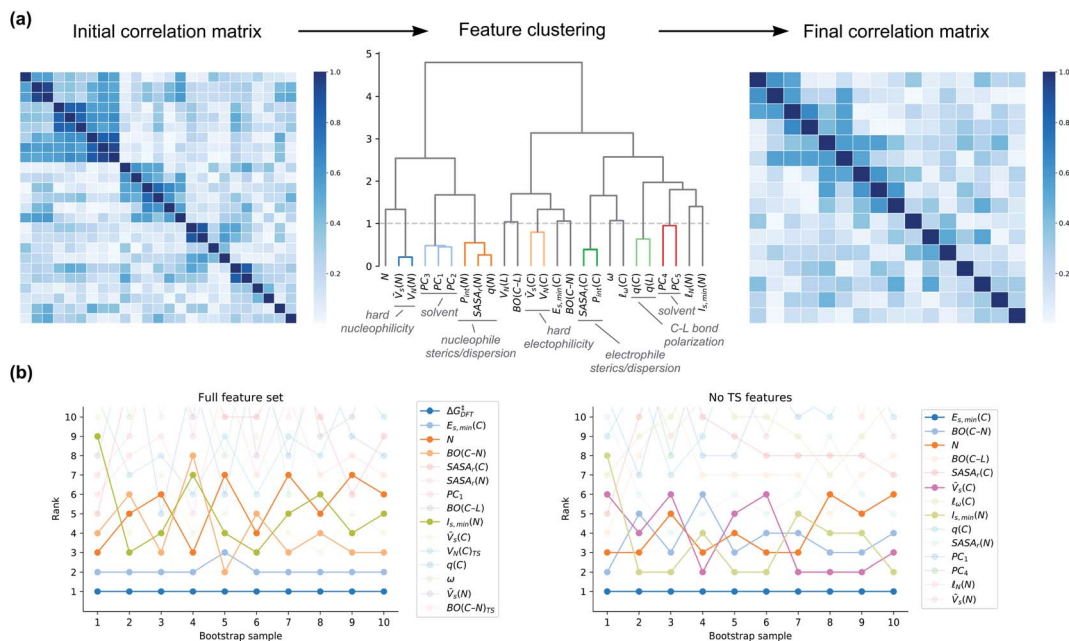 (a)
Initial correlation matrix
Feature clustering
Final correlation matrix
1.0
0.8
0.6
0.4
0.2
5
4
3
2
1
0
N
V̄s(N)
VN(N)
PC3
PC1
PC2
Pint(N)
SASAr(N)
q(N)
VN(L)
BO(C–L)
V̄s(C)
VN(C)
Es,min(C)
BO(C–N)
SASAr(C)
Pint(C)
ω
ℓω(C)
q(C)
q(L)
PC4
PC5
ℓN(N)
Is,min(N)
hard
nucleophilicity
solvent
nucleophile
sterics/dispersion
hard
electophilicity
electrophile
sterics/dispersion
C-L bond
polarization
solvent
1.0
0.8
0.6
0.4
0.2
(b)
Full feature set
Rank
10
9
8
7
6
5
4
3
2
1
1 2 3 4 5 6 7 8 9 10
Bootstrap sample
ΔG‡DFT
Es,min(C)
N
BO(C–N)
SASAr(C)
SASAr(N)
PC1
BO(C–L)
Is,min(N)
V̄s(C)
VN(C)TS
q(C)
ω
V̄s(N)
BO(C–N)TS
No TS features
Rank
10
9
8
7
6
5
4
3
2
1
1 2 3 4 5 6 7 8 9 10
Bootstrap sample
Es,min(C)
BO(C–N)
N
BO(C–L)
SASAr(C)
V̄s(C)
ℓω(C)
Is,min(N)
q(C)
SASAr(N)
PC1
PC4
ℓN(N)
V̄s(N)